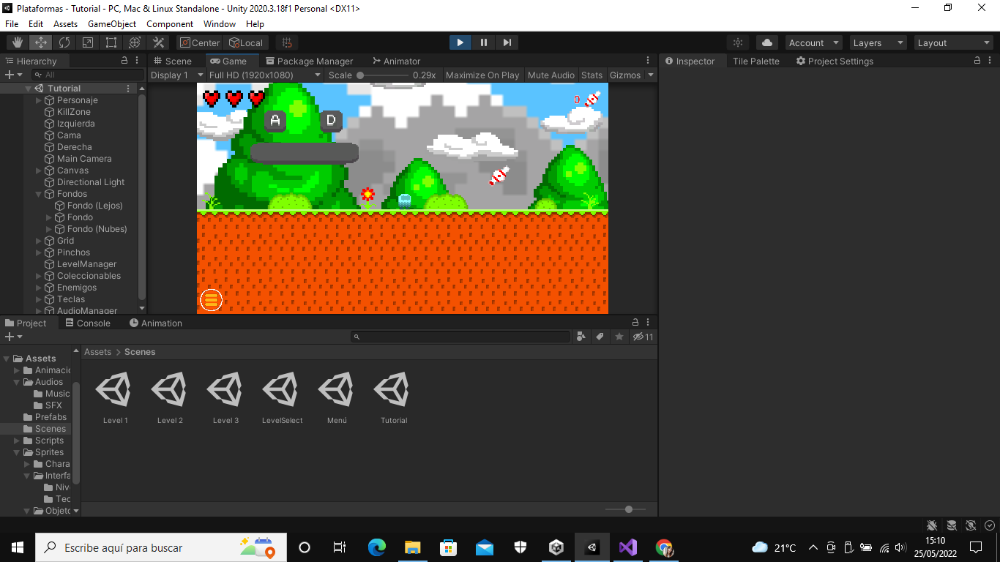 Plataformas - Tutorial - PC, Mac & Linux Standalone - Unity 2020.3.18f1 Personal <DX11>
File Edit Assets GameObject Component Window Help
Center Local Account Layers Layout
Hierarchy
All
Tutorial
Personaje
KillZone
Izquierda
Cama
Derecha
Main Camera
Canvas
Directional Light
Fondos
Fondo (Lejos)
Fondo
Fondo (Nubes)
Grid
Pinchos
LevelManager
Coleccionables
Enemigos
Teclas
AudioManager
Scene Game Package Manager Animator
Display 1 Full HD (1920x1080) Scale 0.29x Maximize On Play Mute Audio Stats Gizmos
0
A D
Inspector Tile Palette Project Settings
Project Console Animation
11
Assets
Animacio
Audios
Music
SFX
Prefabs
Scenes
Scripts
Sprites
Chara
Interfa
Niv
Tec
Objeto
Assets > Scenes
Level 1 Level 2 Level 3 LevelSelect Menú Tutorial
Escribe aquí para buscar
21°C
15:10
25/05/2022